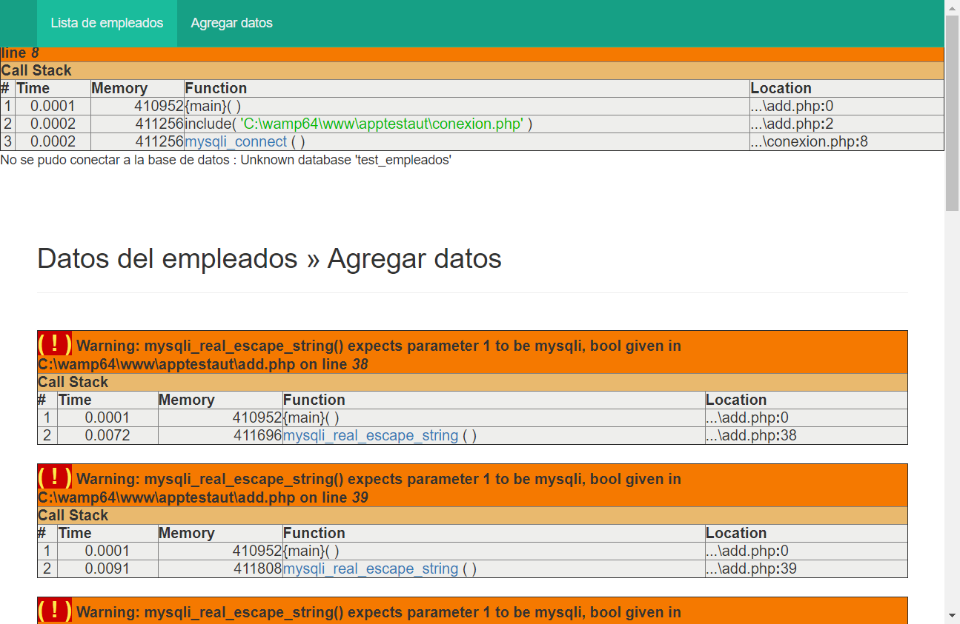 Lista de empleados Agregar datos
line 8
Call Stack
# Time Memory Function Location
1 0.0001 410952 {main}( ) ...\add.php:0
2 0.0002 411256 include( 'C:\wamp64\www\apptestaut\conexion.php' ) ...\add.php:2
3 0.0002 411256 mysqli_connect ( ) ...\conexion.php:8
No se pudo conectar a la base de datos : Unknown database 'test_empleados'
Datos del empleados » Agregar datos
( ! ) Warning: mysqli_real_escape_string() expects parameter 1 to be mysqli, bool given in
C:\wamp64\www\apptestaut\add.php on line 38
Call Stack
# Time Memory Function Location
1 0.0001 410952 {main}( ) ...\add.php:0
2 0.0072 411696 mysqli_real_escape_string ( ) ...\add.php:38
( ! ) Warning: mysqli_real_escape_string() expects parameter 1 to be mysqli, bool given in
C:\wamp64\www\apptestaut\add.php on line 39
Call Stack
# Time Memory Function Location
1 0.0001 410952 {main}( ) ...\add.php:0
2 0.0091 411808 mysqli_real_escape_string ( ) ...\add.php:39
( ! ) Warning: mysqli_real_escape_string() expects parameter 1 to be mysqli, bool given in